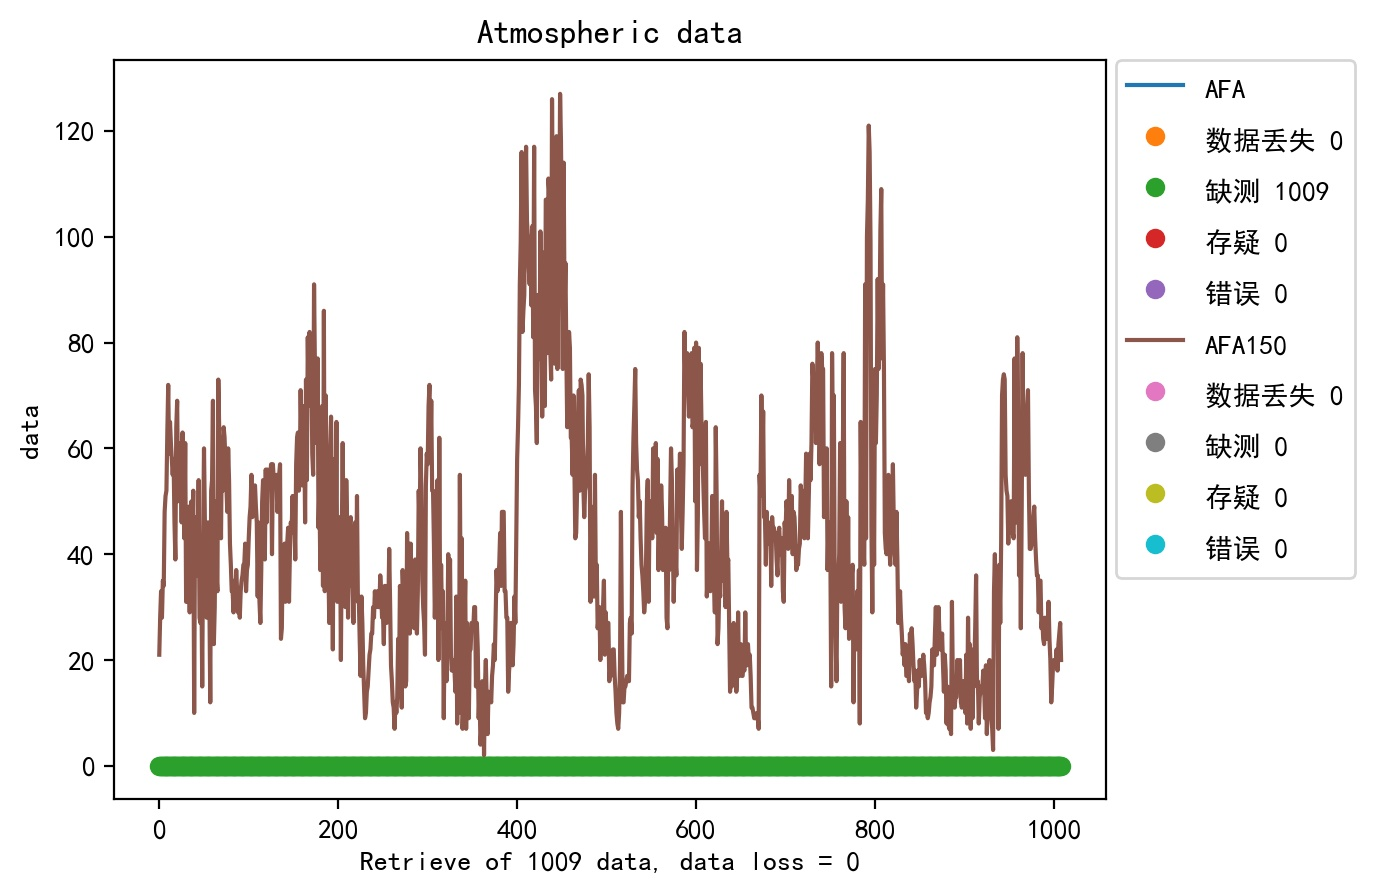 Atmospheric data
data
120
100
80
60
40
20
0
0 200 400 600 800 1000
Retrieve of 1009 data, data loss = 0
AFA
数据丢失 0
缺测 1009
存疑 0
错误 0
AFA150
数据丢失 0
缺测 0
存疑 0
错误 0